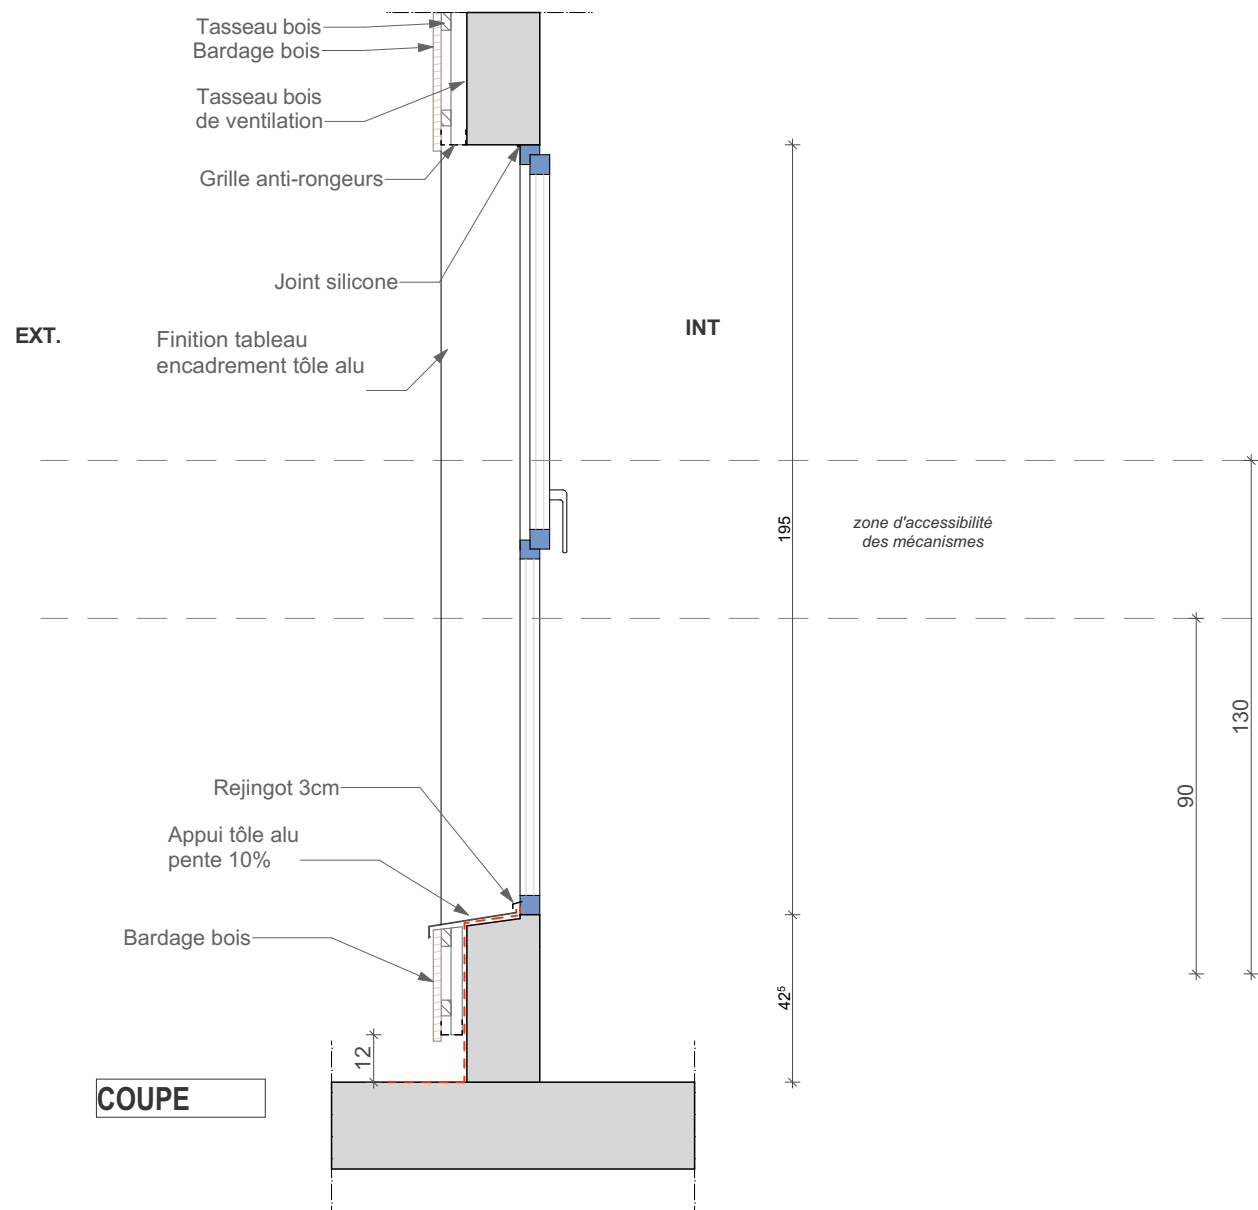 Tasseau bois
Bardage bois
Tasseau bois
de ventilation
Grille anti-rongeurs
Joint silicone
EXT.
Finition tableau
encadrement tôle alu
INT
195
zone d'accessibilité
des mécanismes
130
90
Rejingot 3cm
Appui tôle alu
pente 10%
Bardage bois
42⁵
12
COUPE